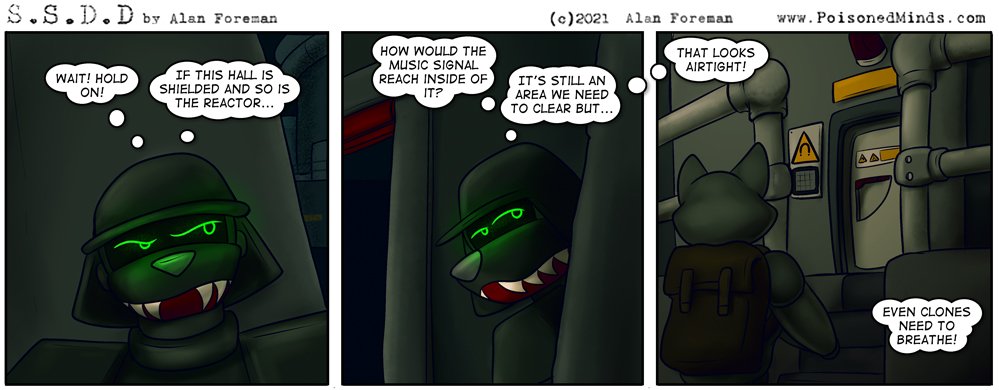 S.S.D.D by Alan Foreman
(c)2021 Alan Foreman
www.PoisonedMinds.com
WAIT! HOLD
ON!
IF THIS HALL IS
SHIELDED AND SO IS
THE REACTOR...
HOW WOULD THE
MUSIC SIGNAL
REACH INSIDE OF
IT?
IT'S STILL AN
AREA WE NEED
TO CLEAR BUT...
THAT LOOKS
AIRTIGHT!
EVEN CLONES
NEED TO
BREATHE!